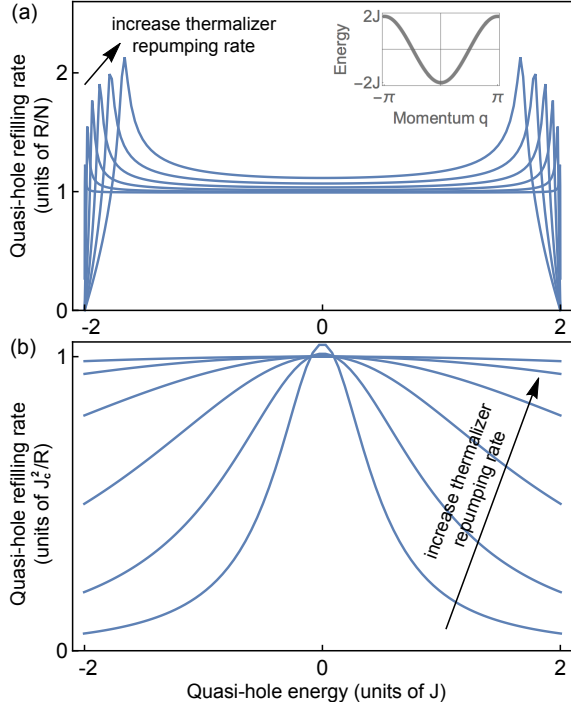 (a)
increase thermalizer
repumping rate
2J
-2J
Energy
-π
π
Momentum q
Quasi-hole refilling rate
(units of R/N)
2
1
0
-2
0
2
(b)
increase thermalizer
repumping rate
Quasi-hole refilling rate
(units of J_c^2/R)
1
0
-2
0
2
Quasi-hole energy (units of J)